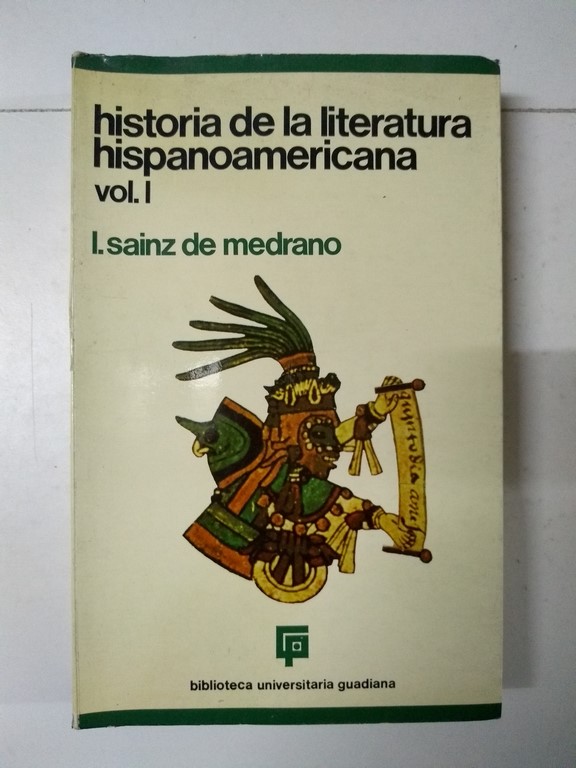 historia de la literatura
hispanoamericana
vol. I
l. sainz de medrano
biblioteca universitaria guadiana